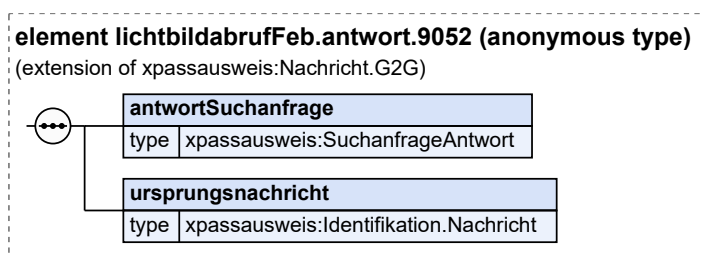 element lichtbildabrufFeb.antwort.9052 (anonymous type)
(extension of xpassausweis:Nachricht.G2G)
antwortSuchanfrage
type xpassausweis:SuchanfrageAntwort
ursprungsnachricht
type xpassausweis:Identifikation.Nachricht